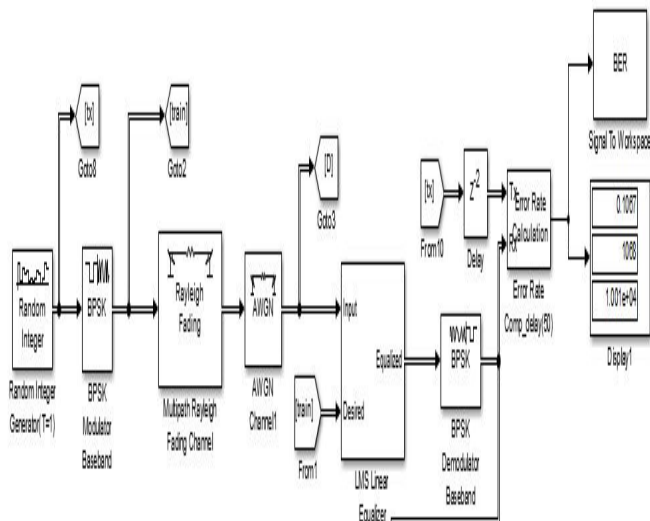 [tx]
Goto8
[train]
Goto2
[D]
Goto3
BER
Signal To Workspace
[tx]
From10
Z-2
Delay
Tx
Error Rate
Calculation
Rx
Error Rate
Comp_delay(50)
0.1067
1068
1.001e+04
Display1
Random
Integer
Random Integer
Generator(T=1)
BPSK
BPSK
Modulator
Baseband
Rayleigh
Fading
Multipath Rayleigh
Fading Channel
AWGN
AWGN
Channel1
[train]
From1
Input
Equalized
Desired
LMS Linear
Equalizer
BPSK
BPSK
Demodulator
Baseband